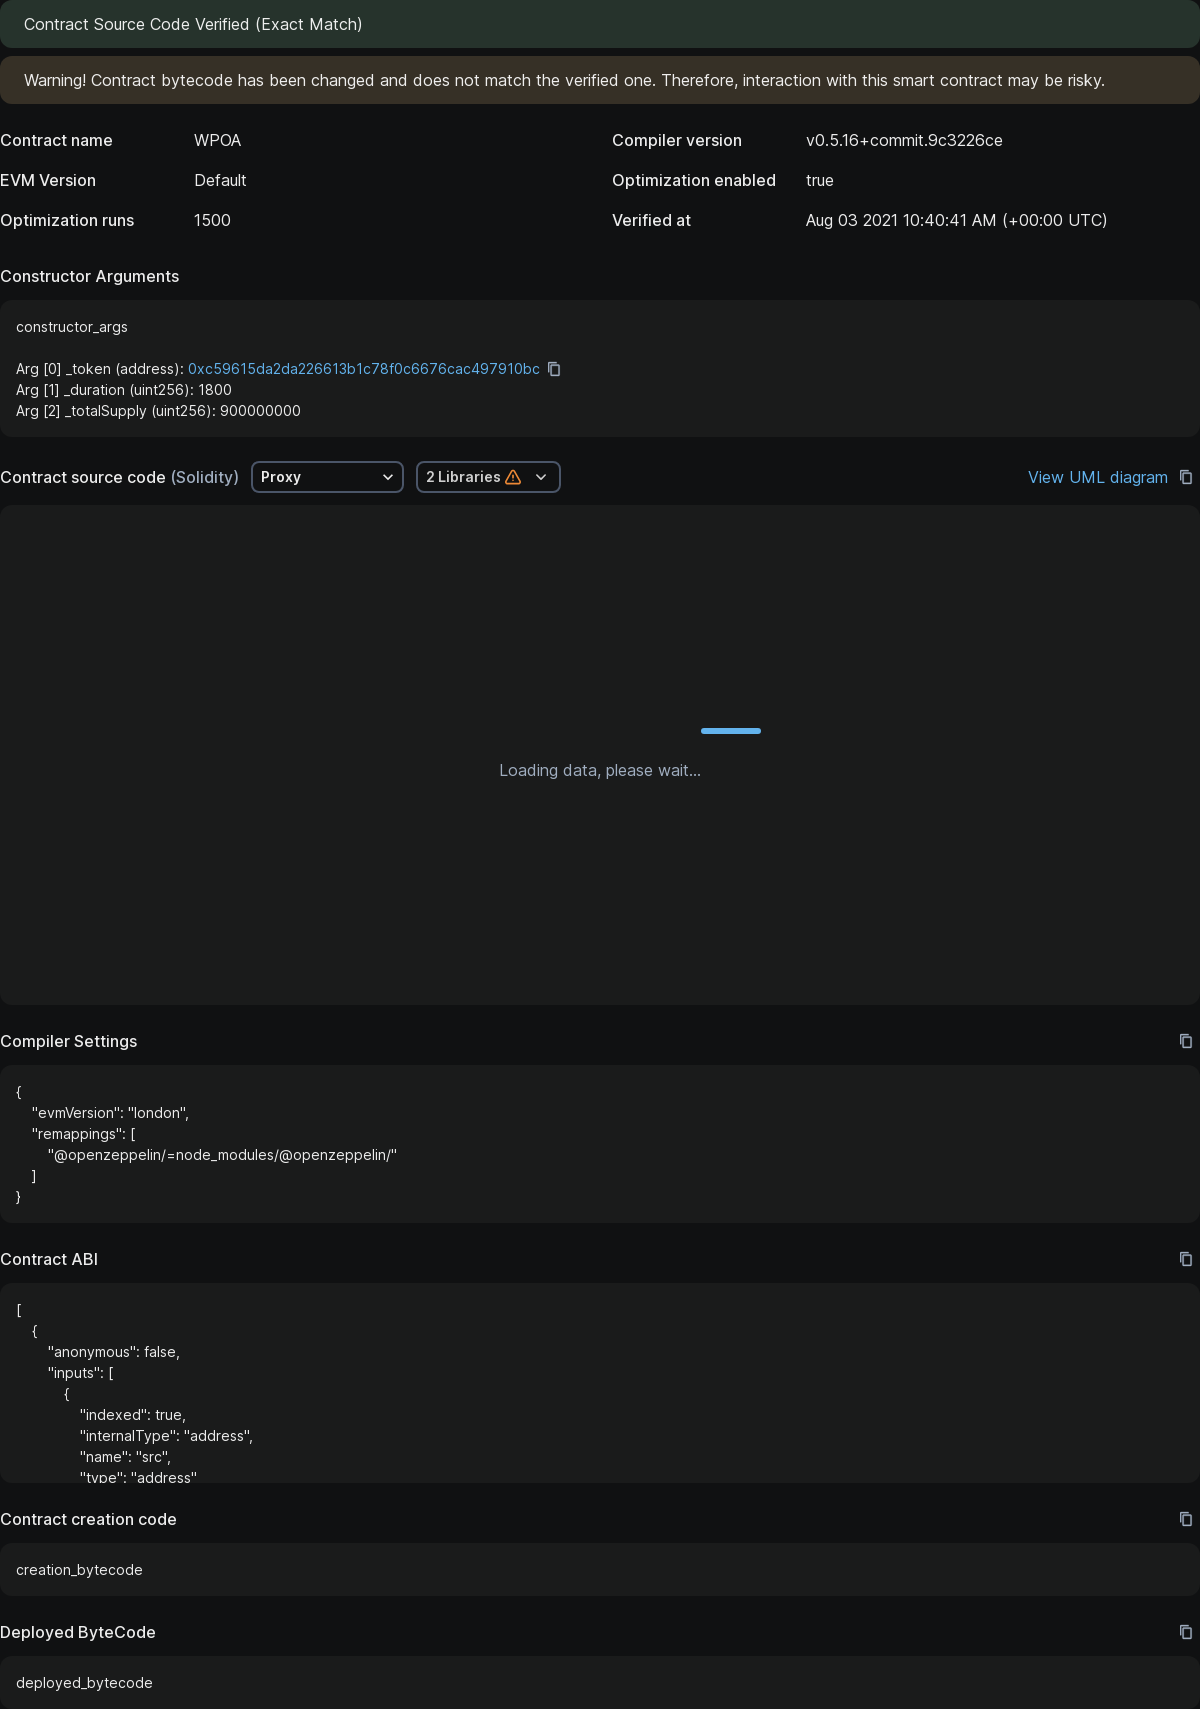 Contract Source Code Verified (Exact Match)
Warning! Contract bytecode has been changed and does not match the verified one. Therefore, interaction with this smart contract may be risky.
Contract name WPOA
Compiler version v0.5.16+commit.9c3226ce
EVM Version Default
Optimization enabled true
Optimization runs 1500
Verified at Aug 03 2021 10:40:41 AM (+00:00 UTC)
Constructor Arguments
constructor_args
Arg [0] _token (address): 0xc59615da2da226613b1c78f0c6676cac497910bc
Arg [1] _duration (uint256): 1800
Arg [2] _totalSupply (uint256): 900000000
Contract source code (Solidity) Proxy 2 Libraries View UML diagram
Loading data, please wait...
Compiler Settings
{
    "evmVersion": "london",
    "remappings": [
        "@openzeppelin/=node_modules/@openzeppelin/"
    ]
}
Contract ABI
[
    {
        "anonymous": false,
        "inputs": [
            {
                "indexed": true,
                "internalType": "address",
                "name": "src",
                "type": "address"
Contract creation code
creation_bytecode
Deployed ByteCode
deployed_bytecode